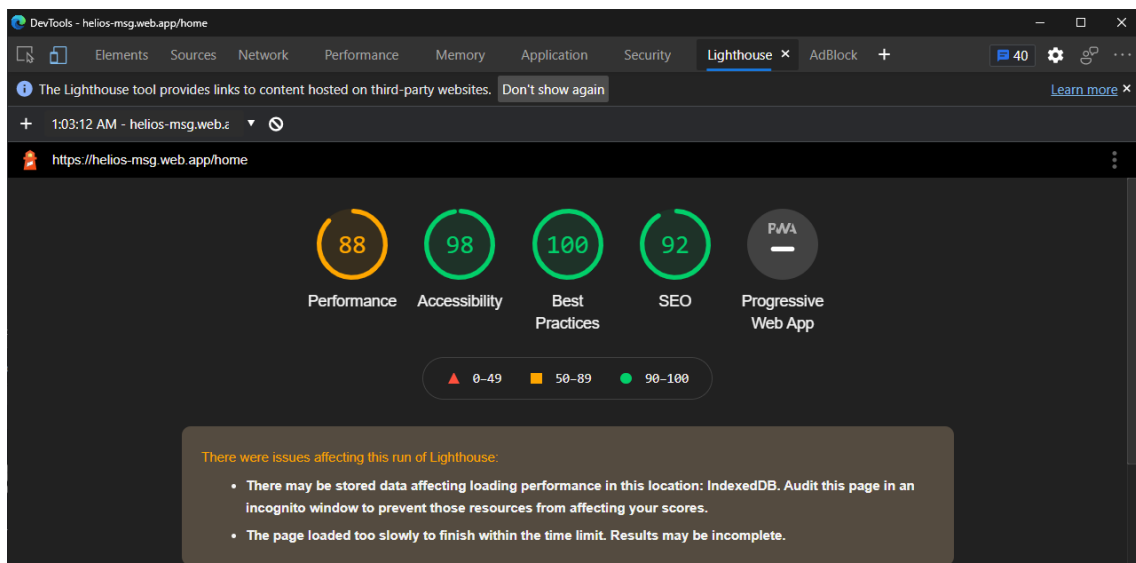 DevTools - helios-msg.web.app/home
Elements Sources Network Performance Memory Application Security Lighthouse × AdBlock + 40
The Lighthouse tool provides links to content hosted on third-party websites. Don't show again Learn more ×
+ 1:03:12 AM - helios-msg.web.a
https://helios-msg.web.app/home
88 98 100 92 PWA
Performance Accessibility Best SEO Progressive
Practices Web App
0–49 50–89 90–100
There were issues affecting this run of Lighthouse:
• There may be stored data affecting loading performance in this location: IndexedDB. Audit this page in an
incognito window to prevent those resources from affecting your scores.
• The page loaded too slowly to finish within the time limit. Results may be incomplete.